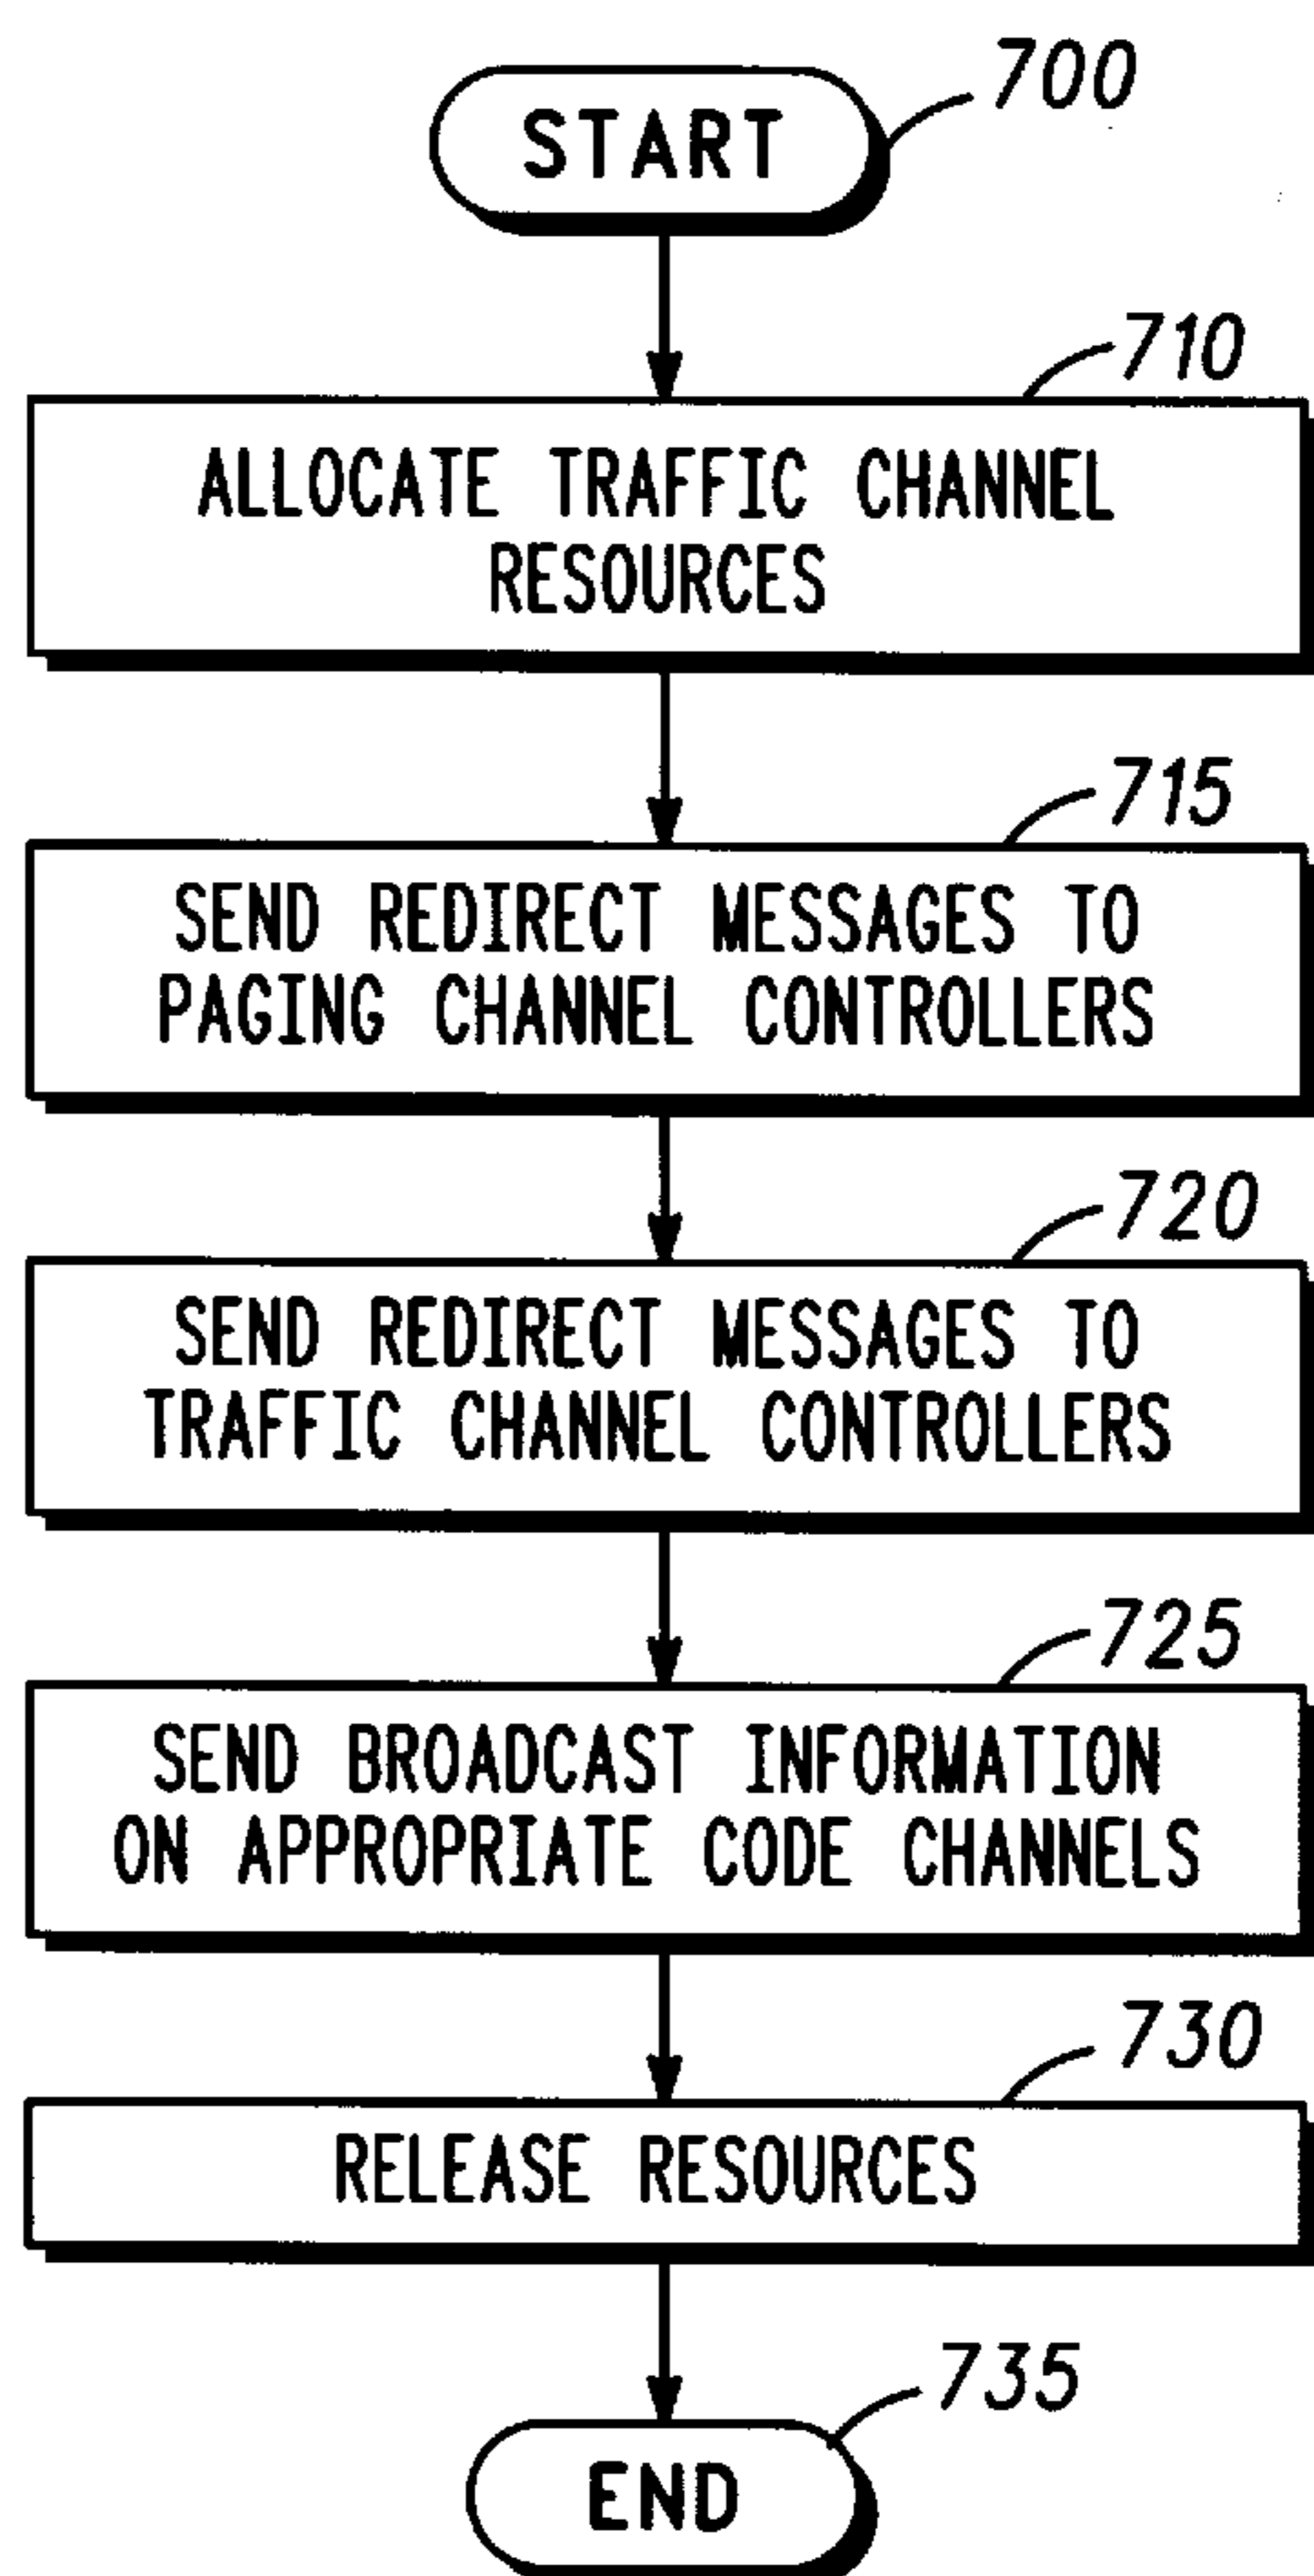 700
START
710
ALLOCATE TRAFFIC CHANNEL
RESOURCES
715
SEND REDIRECT MESSAGES TO
PAGING CHANNEL CONTROLLERS
720
SEND REDIRECT MESSAGES TO
TRAFFIC CHANNEL CONTROLLERS
725
SEND BROADCAST INFORMATION
ON APPROPRIATE CODE CHANNELS
730
RELEASE RESOURCES
735
END